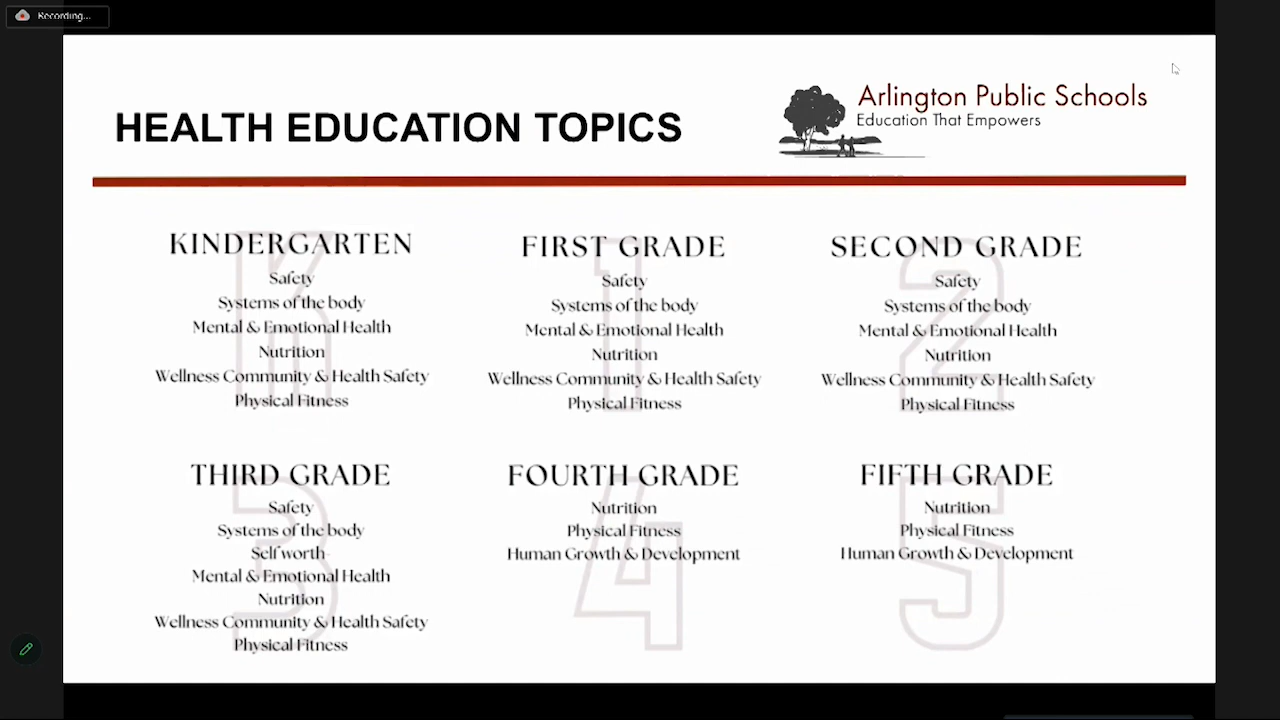 Recording...
HEALTH EDUCATION TOPICS
Arlington Public Schools
Education That Empowers
KINDERGARTEN
K
Safety
Systems of the body
Mental & Emotional Health
Nutrition
Wellness Community & Health Safety
Physical Fitness
FIRST GRADE
1
Safety
Systems of the body
Mental & Emotional Health
Nutrition
Wellness Community & Health Safety
Physical Fitness
SECOND GRADE
2
Safety
Systems of the body
Mental & Emotional Health
Nutrition
Wellness Community & Health Safety
Physical Fitness
THIRD GRADE
3
Safety
Systems of the body
Self worth
Mental & Emotional Health
Nutrition
Wellness Community & Health Safety
Physical Fitness
FOURTH GRADE
4
Nutrition
Physical Fitness
Human Growth & Development
FIFTH GRADE
5
Nutrition
Physical Fitness
Human Growth & Development